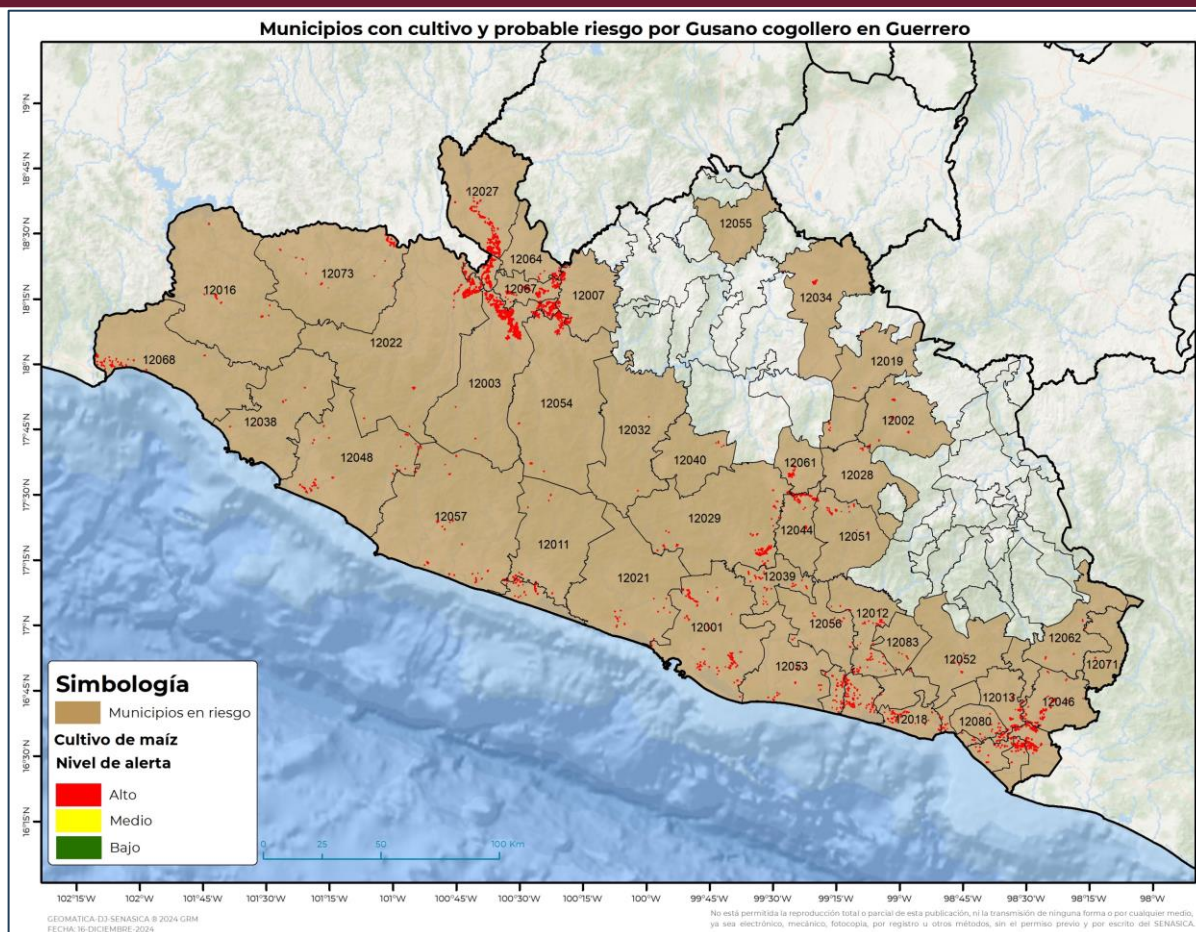 Municipios con cultivo y probable riesgo por Gusano cogollero en Guerrero
19°N
18°45'N
18°30'N
18°15'N
18°N
17°45'N
17°30'N
17°15'N
17°N
16°45'N
16°30'N
16°15'N
12027
12055
12064
12073
12067
12007
12034
12016
12022
12019
12068
12003
12054
12002
12038
12032
12048
12040
12061
12028
12057
12029
12044
12051
12011
12021
12039
12001
12056
12012
12083
12062
12053
12052
12071
12013
12046
12018
12080
Simbología
Municipios en riesgo
Cultivo de maíz
Nivel de alerta
Alto
Medio
Bajo
0 25 50 100 Km
102°15'W 102°W 101°45'W 101°30'W 101°15'W 101°W 100°45'W 100°30'W 100°15'W 100°W 99°45'W 99°30'W 99°15'W 99°W 98°45'W 98°30'W 98°15'W 98°W
GEOMATICA-DJ-SENASICA ® 2024 GRM
FECHA: 16-DICIEMBRE-2024
No está permitida la reproducción total o parcial de esta publicación, ni la transmisión de ninguna forma o por cualquier medio,
ya sea electrónico, mecánico, fotocopia, por registro u otros métodos, sin el permiso previo y por escrito del SENASICA.